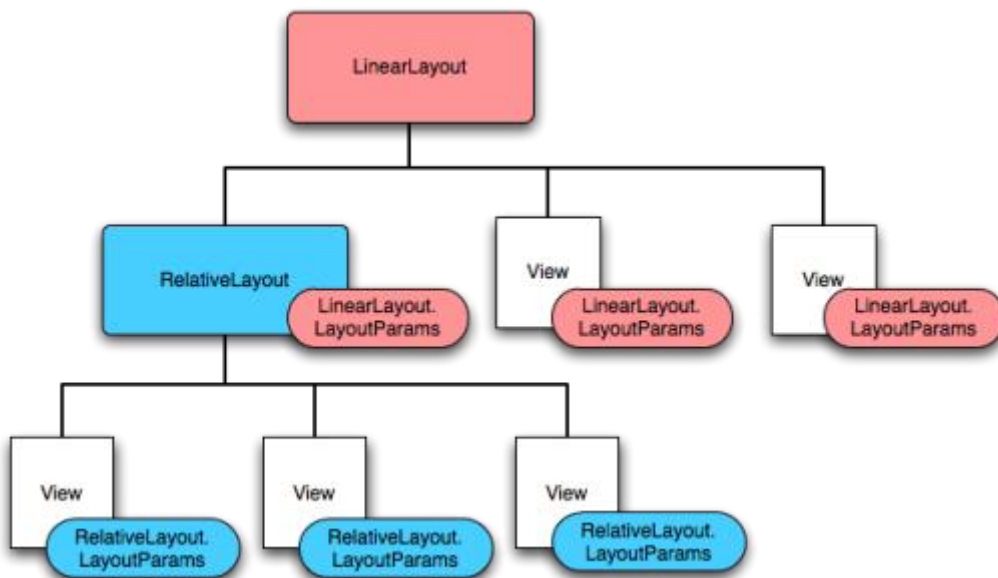 LinearLayout
RelativeLayout
LinearLayout.
LayoutParams
View
LinearLayout.
LayoutParams
View
LinearLayout.
LayoutParams
View
RelativeLayout.
LayoutParams
View
RelativeLayout.
LayoutParams
View
RelativeLayout.
LayoutParams